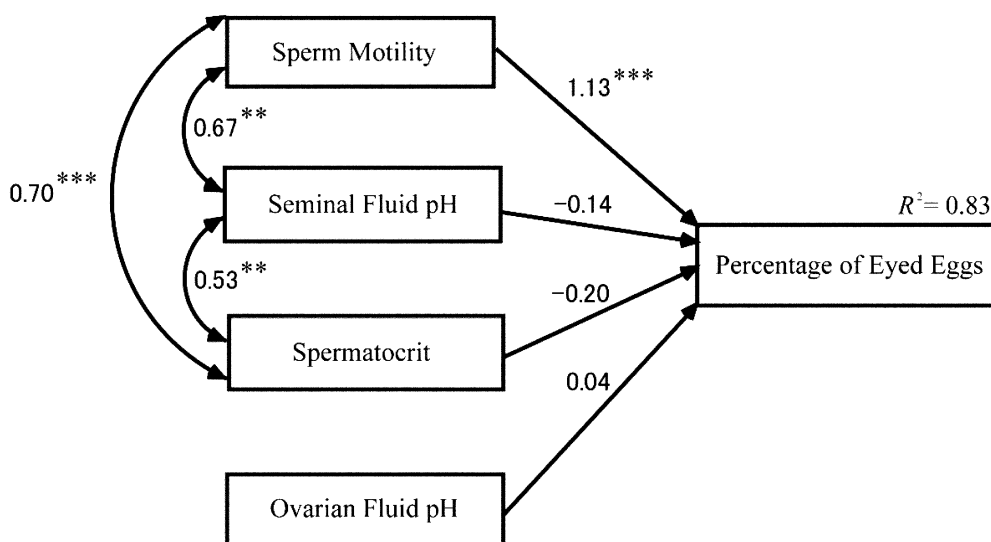 Sperm Motility
1.13***
0.67**
0.70***
Seminal Fluid pH
−0.14
R²= 0.83
Percentage of Eyed Eggs
0.53**
−0.20
Spermatocrit
0.04
Ovarian Fluid pH